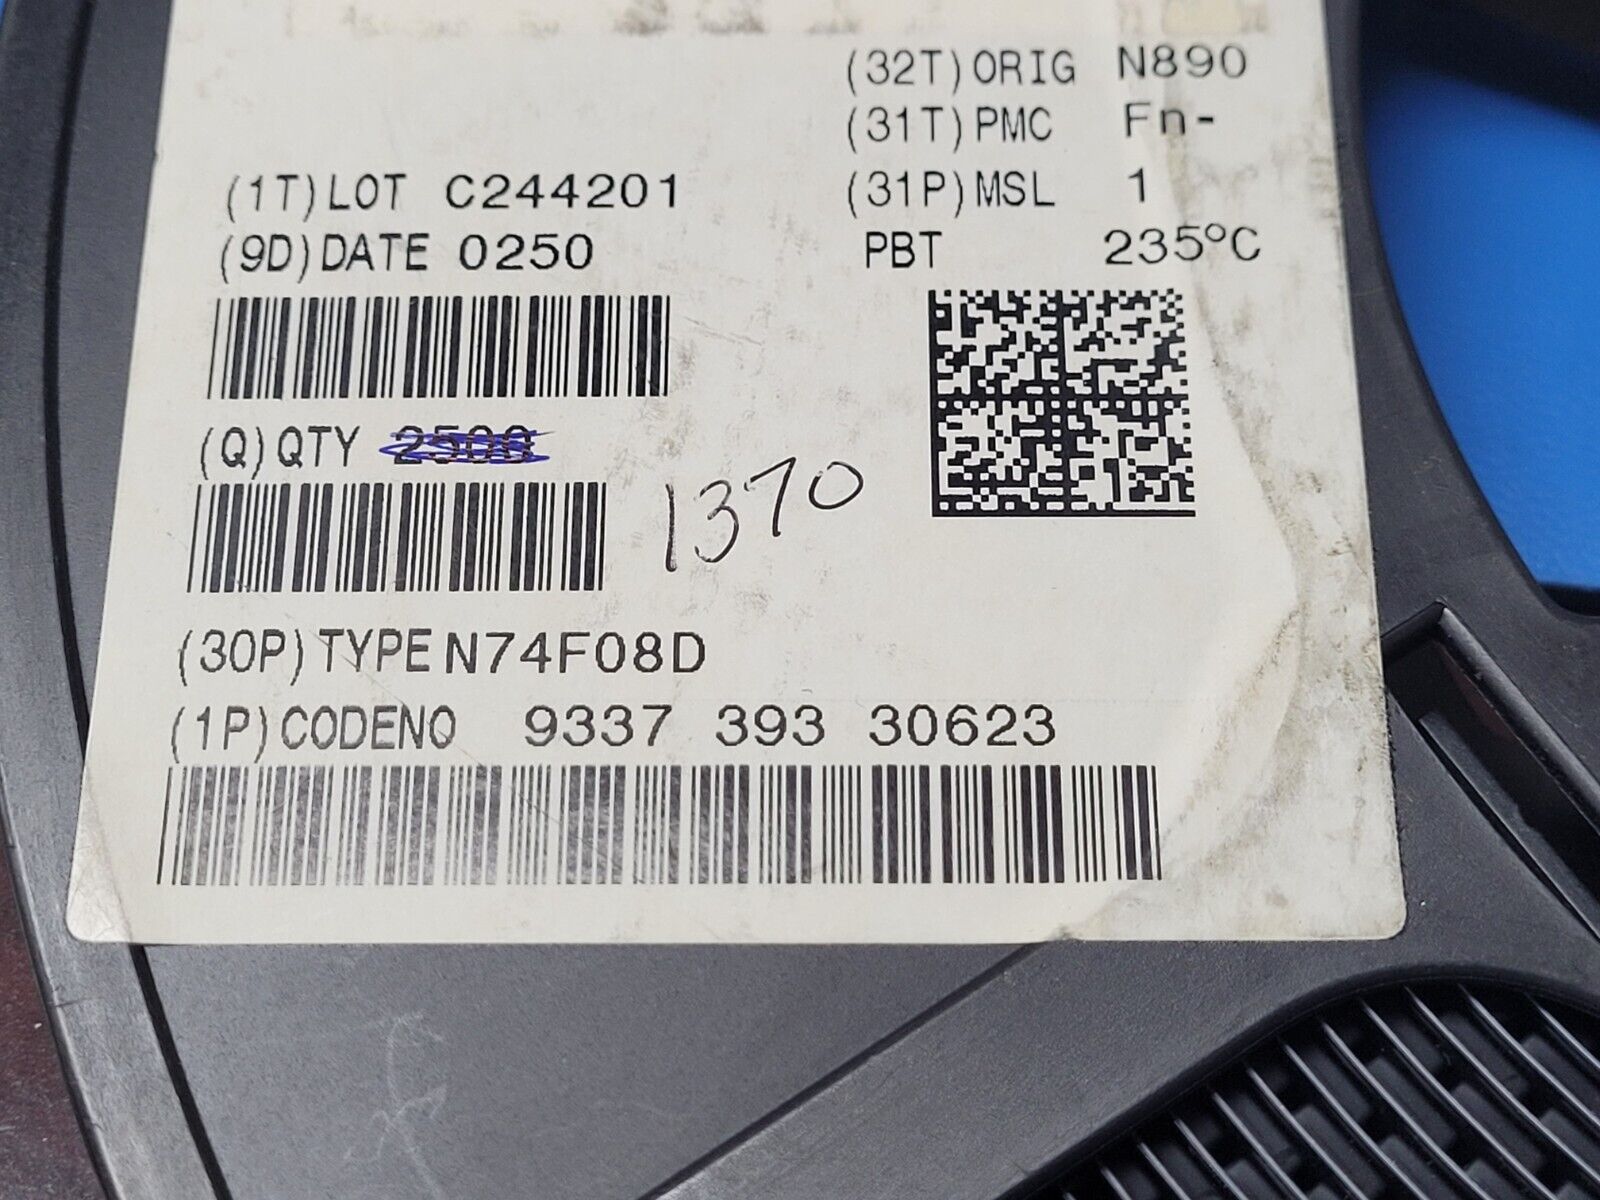 (32T) ORIG N890
(31T) PMC Fn-
(1T) LOT C244201
(31P) MSL 1
(9D) DATE 0250
PBT 235°C
(Q) QTY 2500
1370
(30P) TYPE N74F08D
(1P) CODENO 9337 393 30623